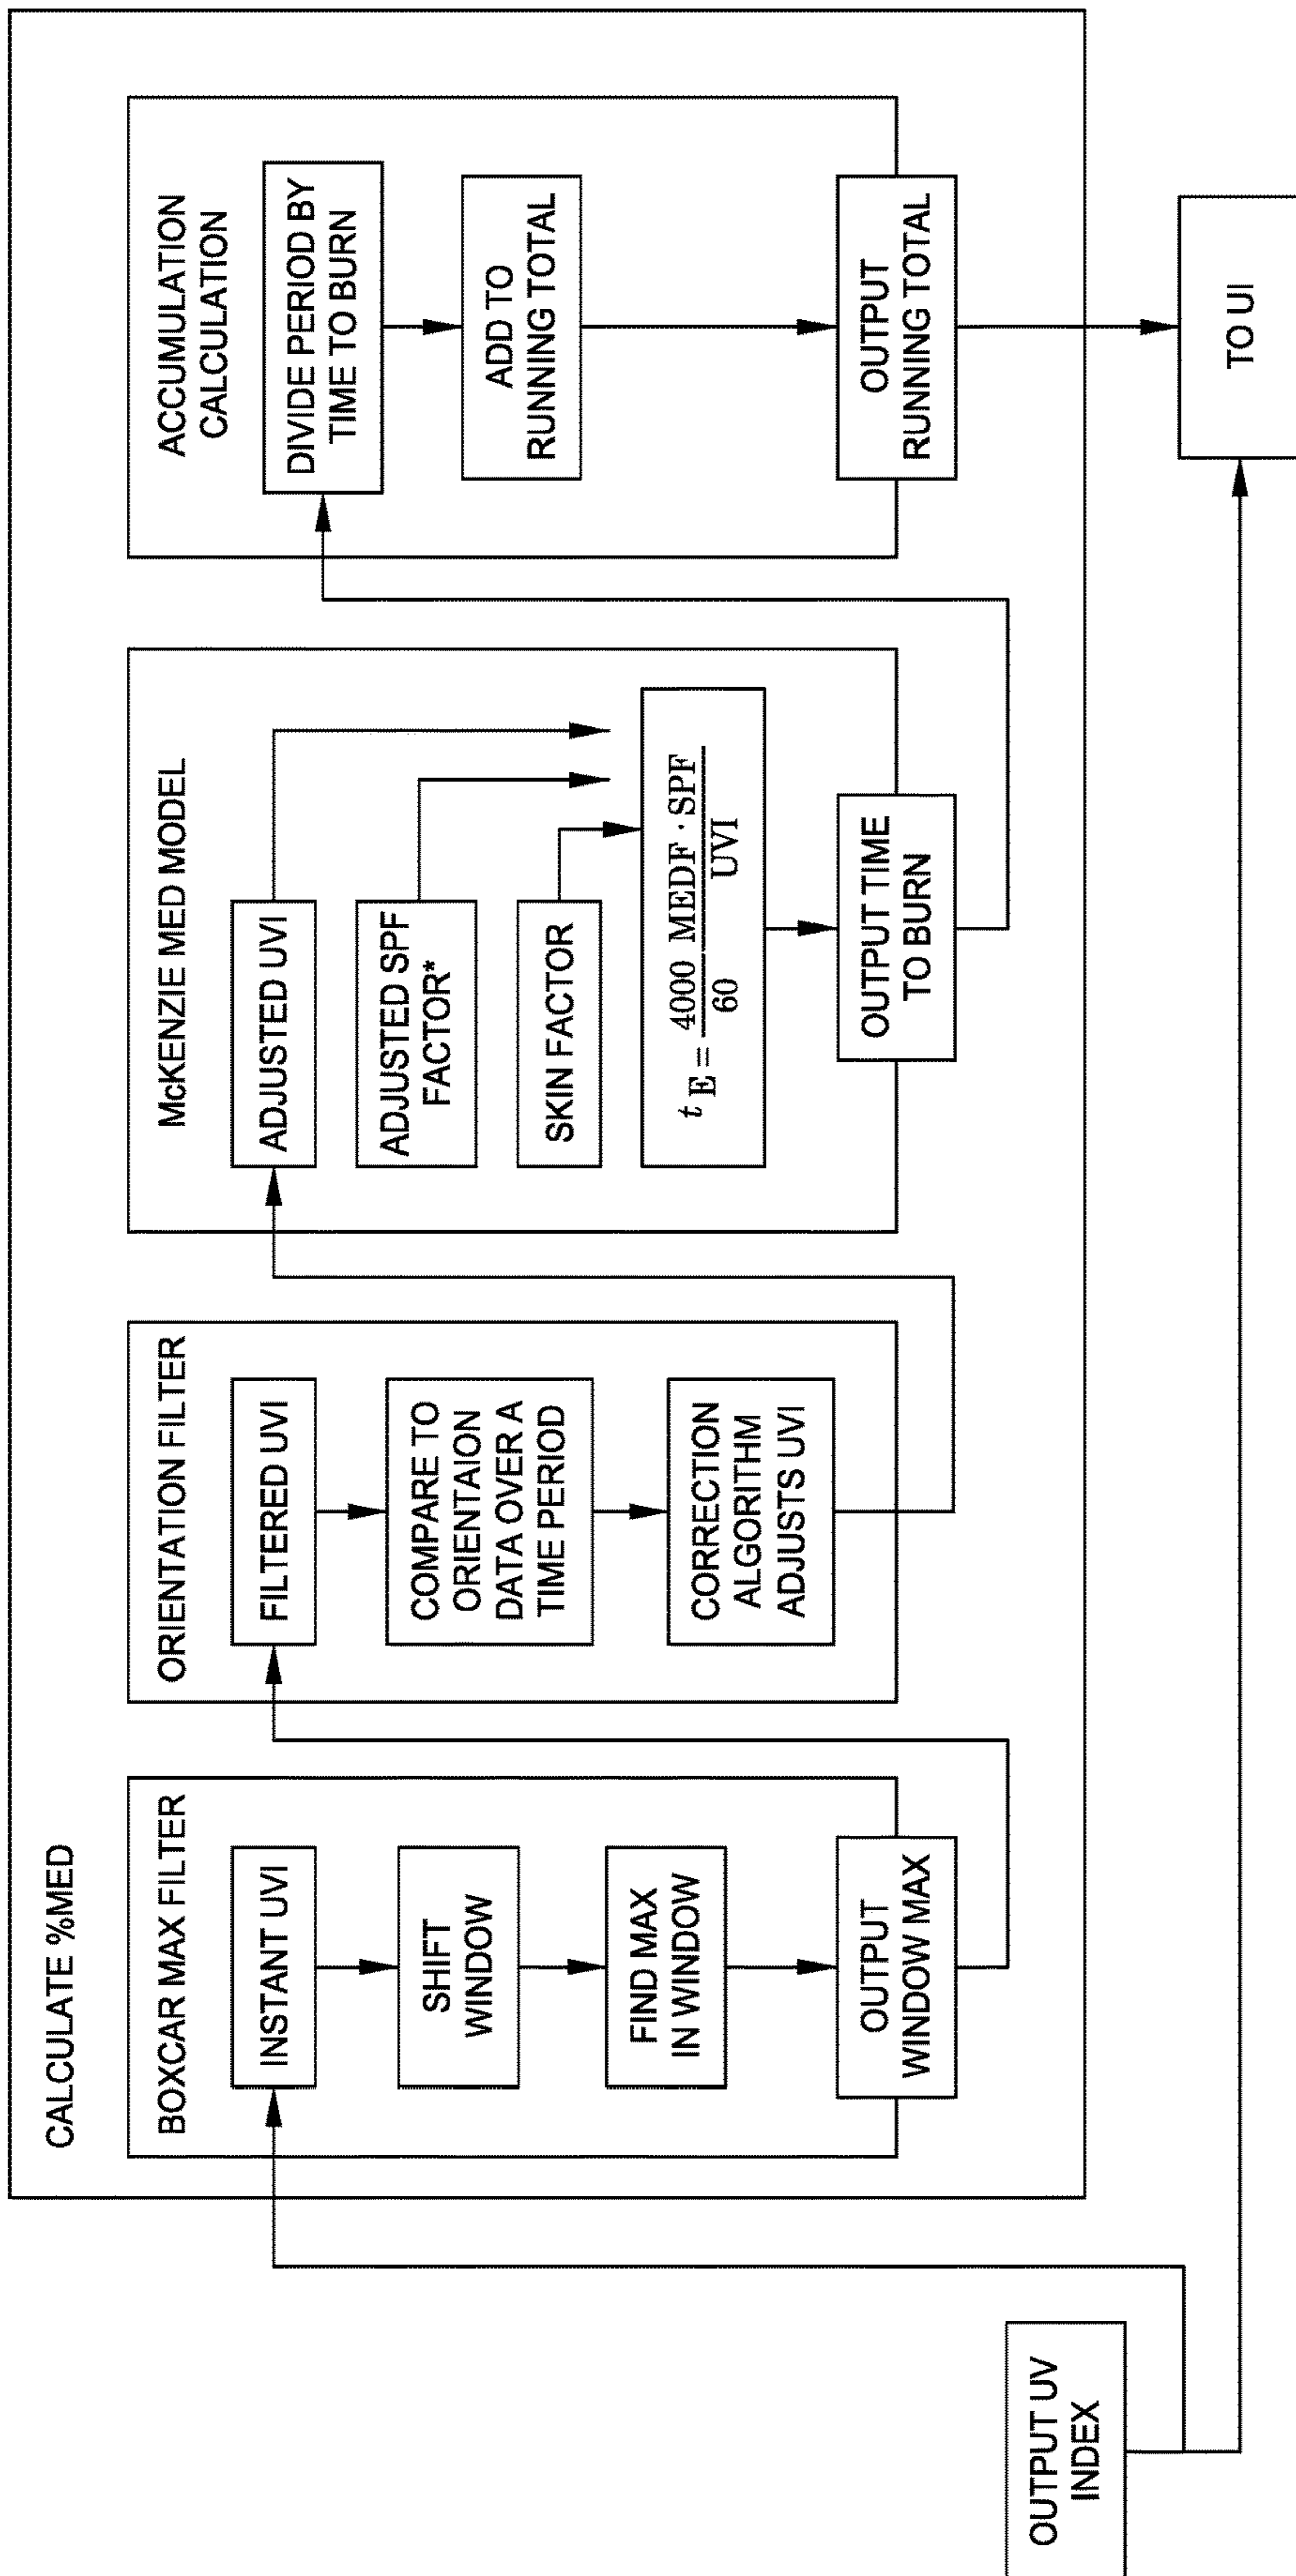 CALCULATE %MED
BOXCAR MAX FILTER
INSTANT UVI
SHIFT
WINDOW
FIND MAX
IN WINDOW
OUTPUT
WINDOW MAX
ORIENTATION FILTER
FILTERED UVI
COMPARE TO
ORIENTAION
DATA OVER A
TIME PERIOD
CORRECTION
ALGORITHM
ADJUSTS UVI
McKENZIE MED MODEL
ADJUSTED UVI
ADJUSTED SPF
FACTOR*
SKIN FACTOR
t E = 4000 MEDF · SPF
60 UVI
OUTPUT TIME
TO BURN
ACCUMULATION
CALCULATION
DIVIDE PERIOD BY
TIME TO BURN
ADD TO
RUNNING TOTAL
OUTPUT
RUNNING TOTAL
OUTPUT UV
INDEX
TO UI